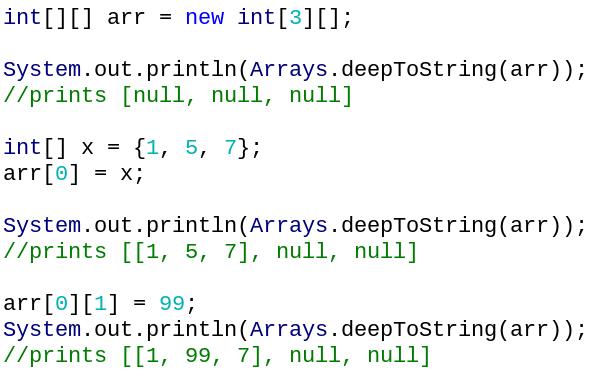 int[][] arr = new int[3][];
System.out.println(Arrays.deepToString(arr));
//prints [null, null, null]
int[] x = {1, 5, 7};
arr[0] = x;
System.out.println(Arrays.deepToString(arr));
//prints [[1, 5, 7], null, null]
arr[0][1] = 99;
System.out.println(Arrays.deepToString(arr));
//prints [[1, 99, 7], null, null]